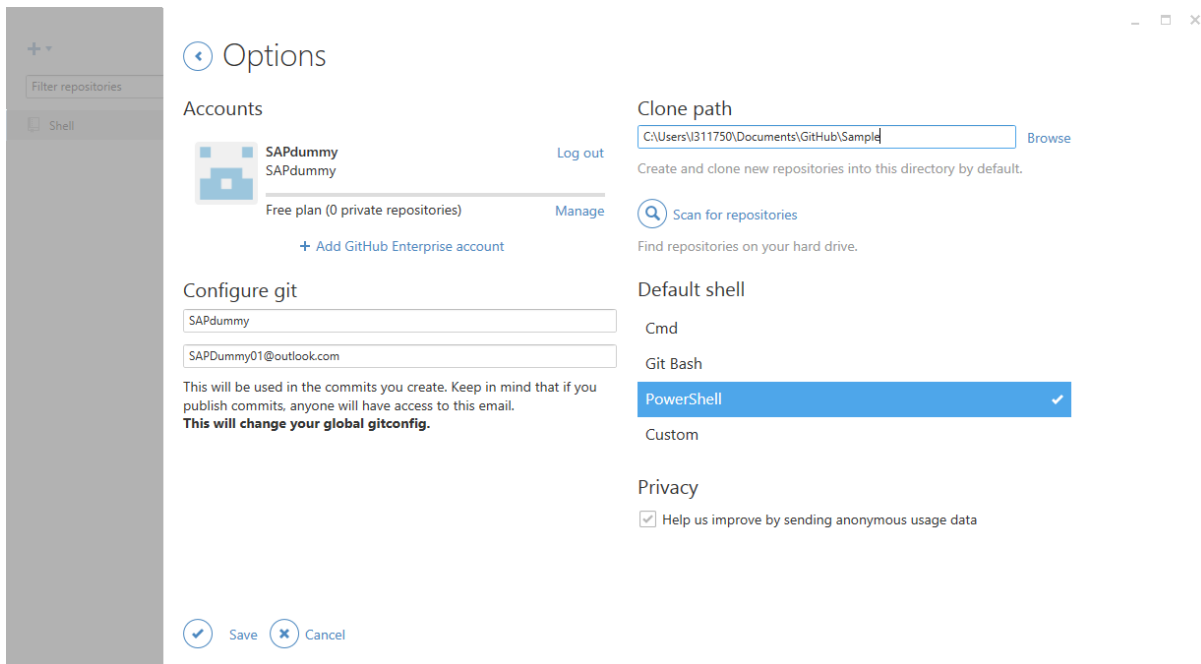 Filter repositories
Shell
Options
Accounts
SAPdummy
Log out
SAPdummy
Free plan (0 private repositories)
Manage
+ Add GitHub Enterprise account
Configure git
SAPdummy
SAPDummy01@outlook.com
This will be used in the commits you create. Keep in mind that if you
publish commits, anyone will have access to this email.
This will change your global gitconfig.
Clone path
C:\Users\I311750\Documents\GitHub\Sample
Browse
Create and clone new repositories into this directory by default.
Scan for repositories
Find repositories on your hard drive.
Default shell
Cmd
Git Bash
PowerShell
Custom
Privacy
Help us improve by sending anonymous usage data
Save
Cancel